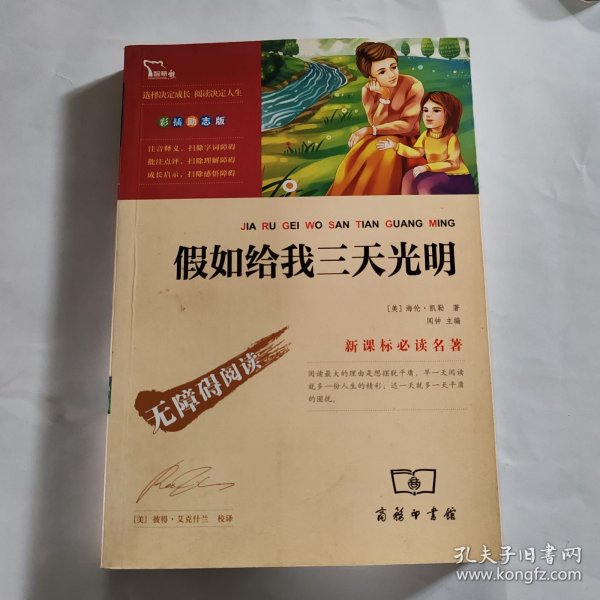 智慧熊
选择决定成长 阅读决定人生
彩插励志版
注音释义、扫除字词障碍
批注点评、扫除理解障碍
成长启示、扫除感悟障碍
JIA RU GEI WO SAN TIAN GUANG MING
假如给我三天光明
[美] 海伦·凯勒 著
闻钟 主编
新课标必读名著
无障碍阅读
阅读最大的理由是想摆脱平庸，早一天阅读
就多一份人生的精彩；迟一天就多一天平庸
的困扰。
[美] 彼得·艾克什兰 校译
商务印书馆
孔夫子旧书网
www.kongfz.com